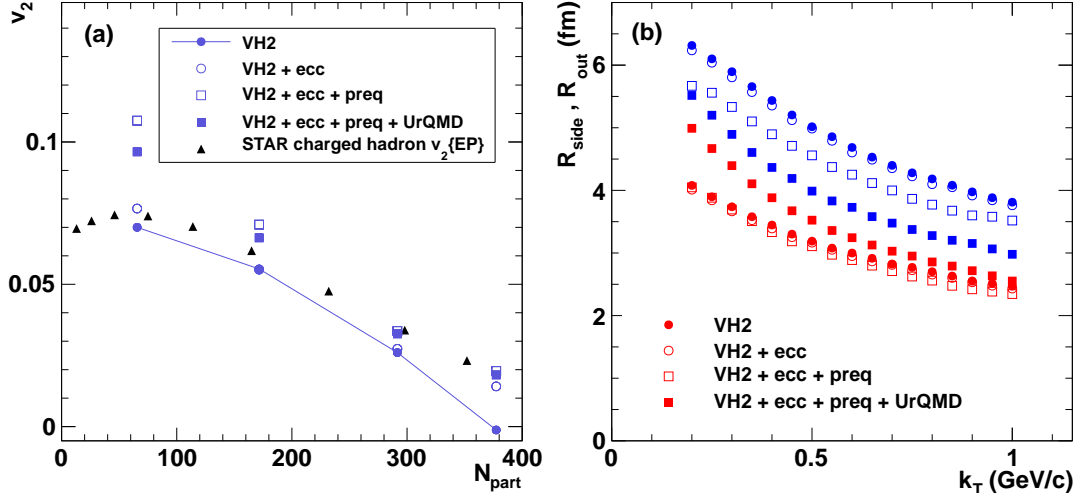 v2
(a)
VH2
VH2 + ecc
VH2 + ecc + preq
VH2 + ecc + preq + UrQMD
STAR charged hadron v2{EP}
0.1
0.05
0
0
100
200
300
400
Npart
Rside , Rout (fm)
(b)
6
4
2
0
VH2
VH2 + ecc
VH2 + ecc + preq
VH2 + ecc + preq + UrQMD
0
0.5
1
kT (GeV/c)